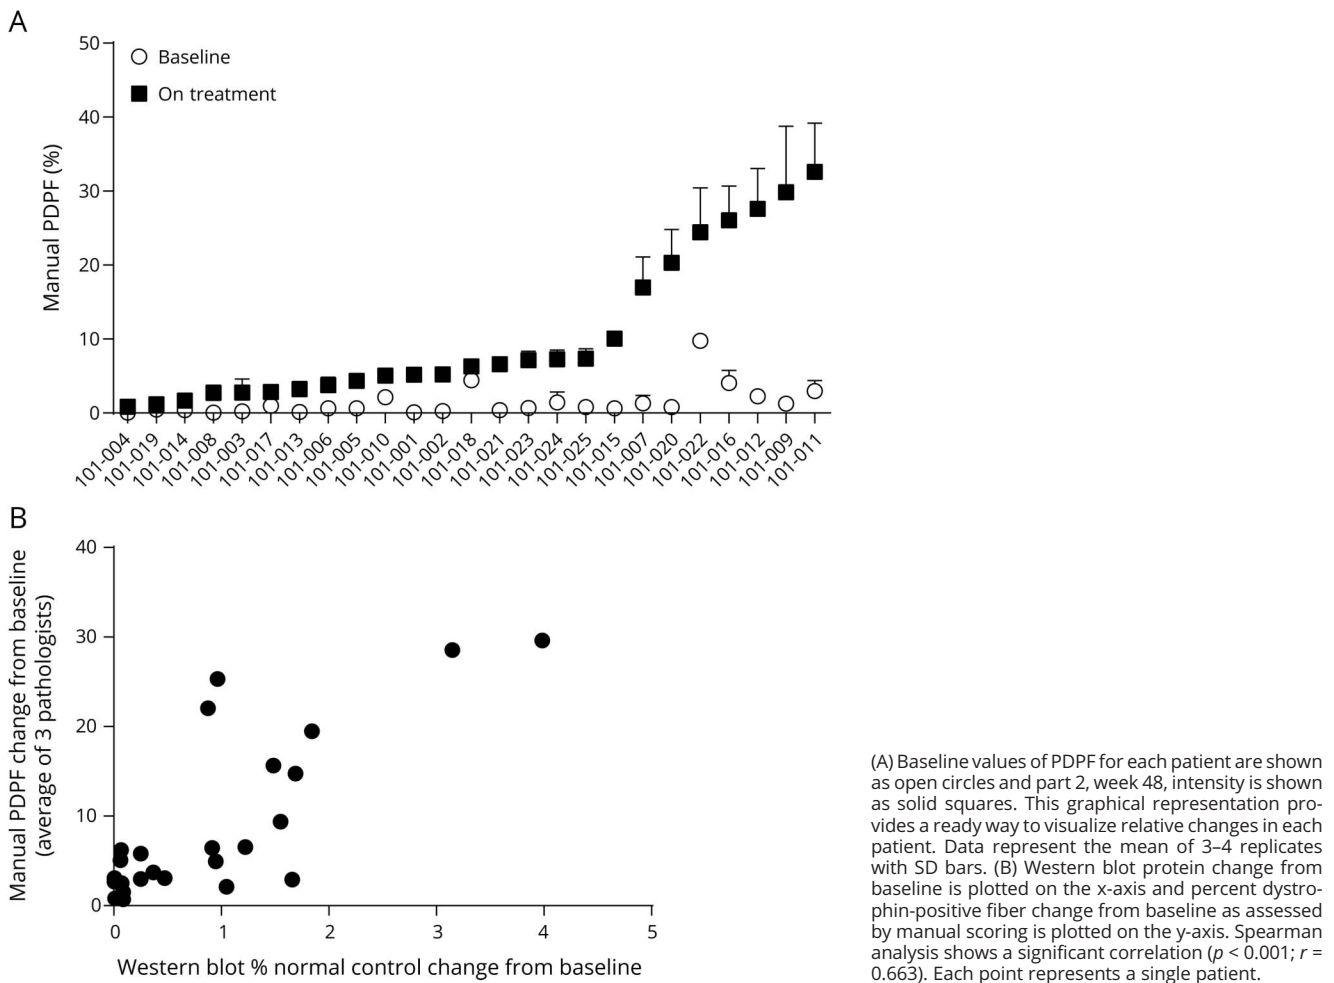 A
50
40
30
20
10
0
Manual PDPF (%)
Baseline
On treatment
101-004
101-019
101-014
101-008
101-003
101-017
101-013
101-006
101-005
101-010
101-001
101-002
101-018
101-021
101-023
101-024
101-025
101-015
101-007
101-020
101-022
101-016
101-012
101-009
101-011
B
40
30
20
10
0
Manual PDPF change from baseline
(average of 3 pathologists)
0 1 2 3 4 5
Western blot % normal control change from baseline
(A) Baseline values of PDPF for each patient are shown
as open circles and part 2, week 48, intensity is shown
as solid squares. This graphical representation pro-
vides a ready way to visualize relative changes in each
patient. Data represent the mean of 3–4 replicates
with SD bars. (B) Western blot protein change from
baseline is plotted on the x-axis and percent dystro-
phin-positive fiber change from baseline as assessed
by manual scoring is plotted on the y-axis. Spearman
analysis shows a significant correlation (p < 0.001; r =
0.663). Each point represents a single patient.